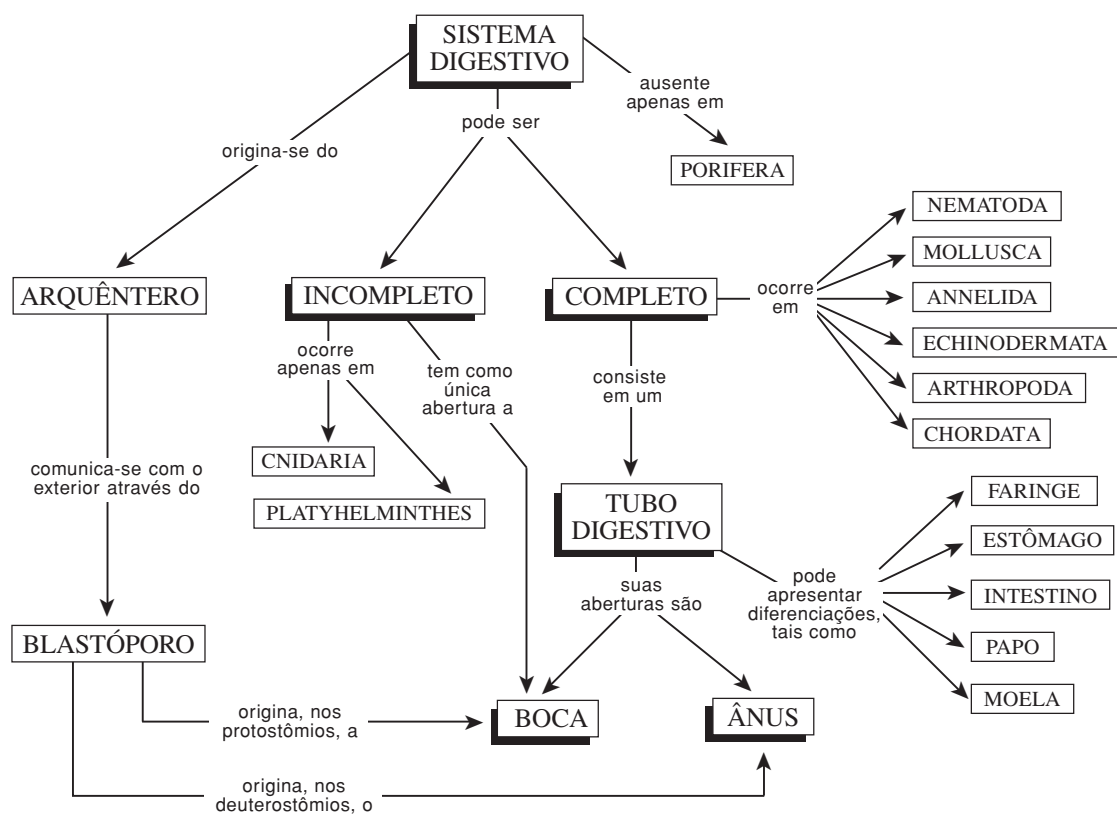 SISTEMA
DIGESTIVO
ausente
apenas em
pode ser
origina-se do
PORIFERA
ARQUÊNTERO
INCOMPLETO
COMPLETO
ocorre
em
NEMATODA
MOLLUSCA
ANNELIDA
ECHINODERMATA
ARTHROPODA
CHORDATA
ocorre
apenas em
tem como
única
abertura a
consiste
em um
CNIDARIA
PLATYHELMINTHES
comunica-se com o
exterior através do
TUBO
DIGESTIVO
FARINGE
ESTÔMAGO
INTESTINO
PAPO
MOELA
suas
aberturas são
pode
apresentar
diferenciações,
tais como
BLASTÓPORO
BOCA
ÂNUS
origina, nos
protostômios, a
origina, nos
deuterostômios, o